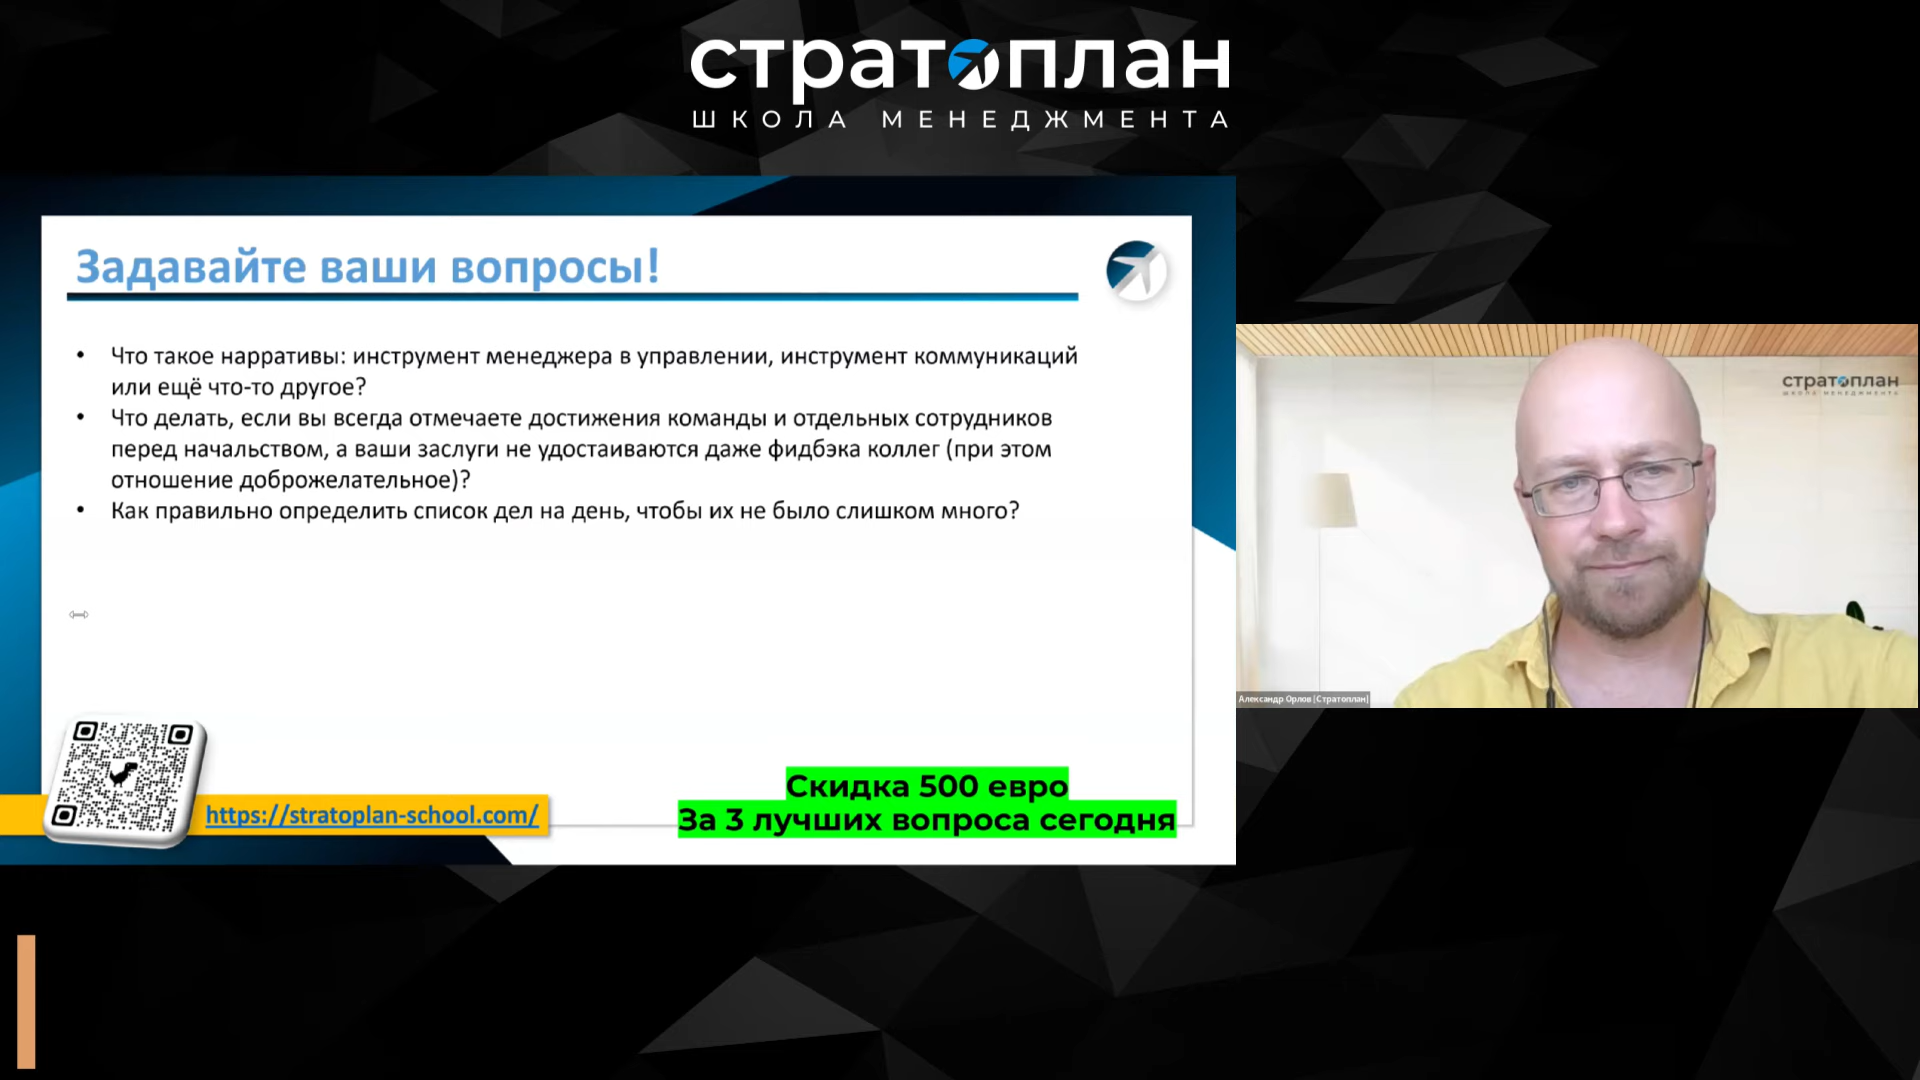 стратоплан
ШКОЛА МЕНЕДЖМЕНТА
Задавайте ваши вопросы!
• Что такое нарративы: инструмент менеджера в управлении, инструмент коммуникаций
или ещё что-то другое?
• Что делать, если вы всегда отмечаете достижения команды и отдельных сотрудников
перед начальством, а ваши заслуги не удостаиваются даже фидбэка коллег (при этом
отношение доброжелательное)?
• Как правильно определить список дел на день, чтобы их не было слишком много?
https://stratoplan-school.com/
Скидка 500 евро
За 3 лучших вопроса сегодня
стратоплан
ШКОЛА МЕНЕДЖМЕНТА
Александр Орлов [Стратоплан]